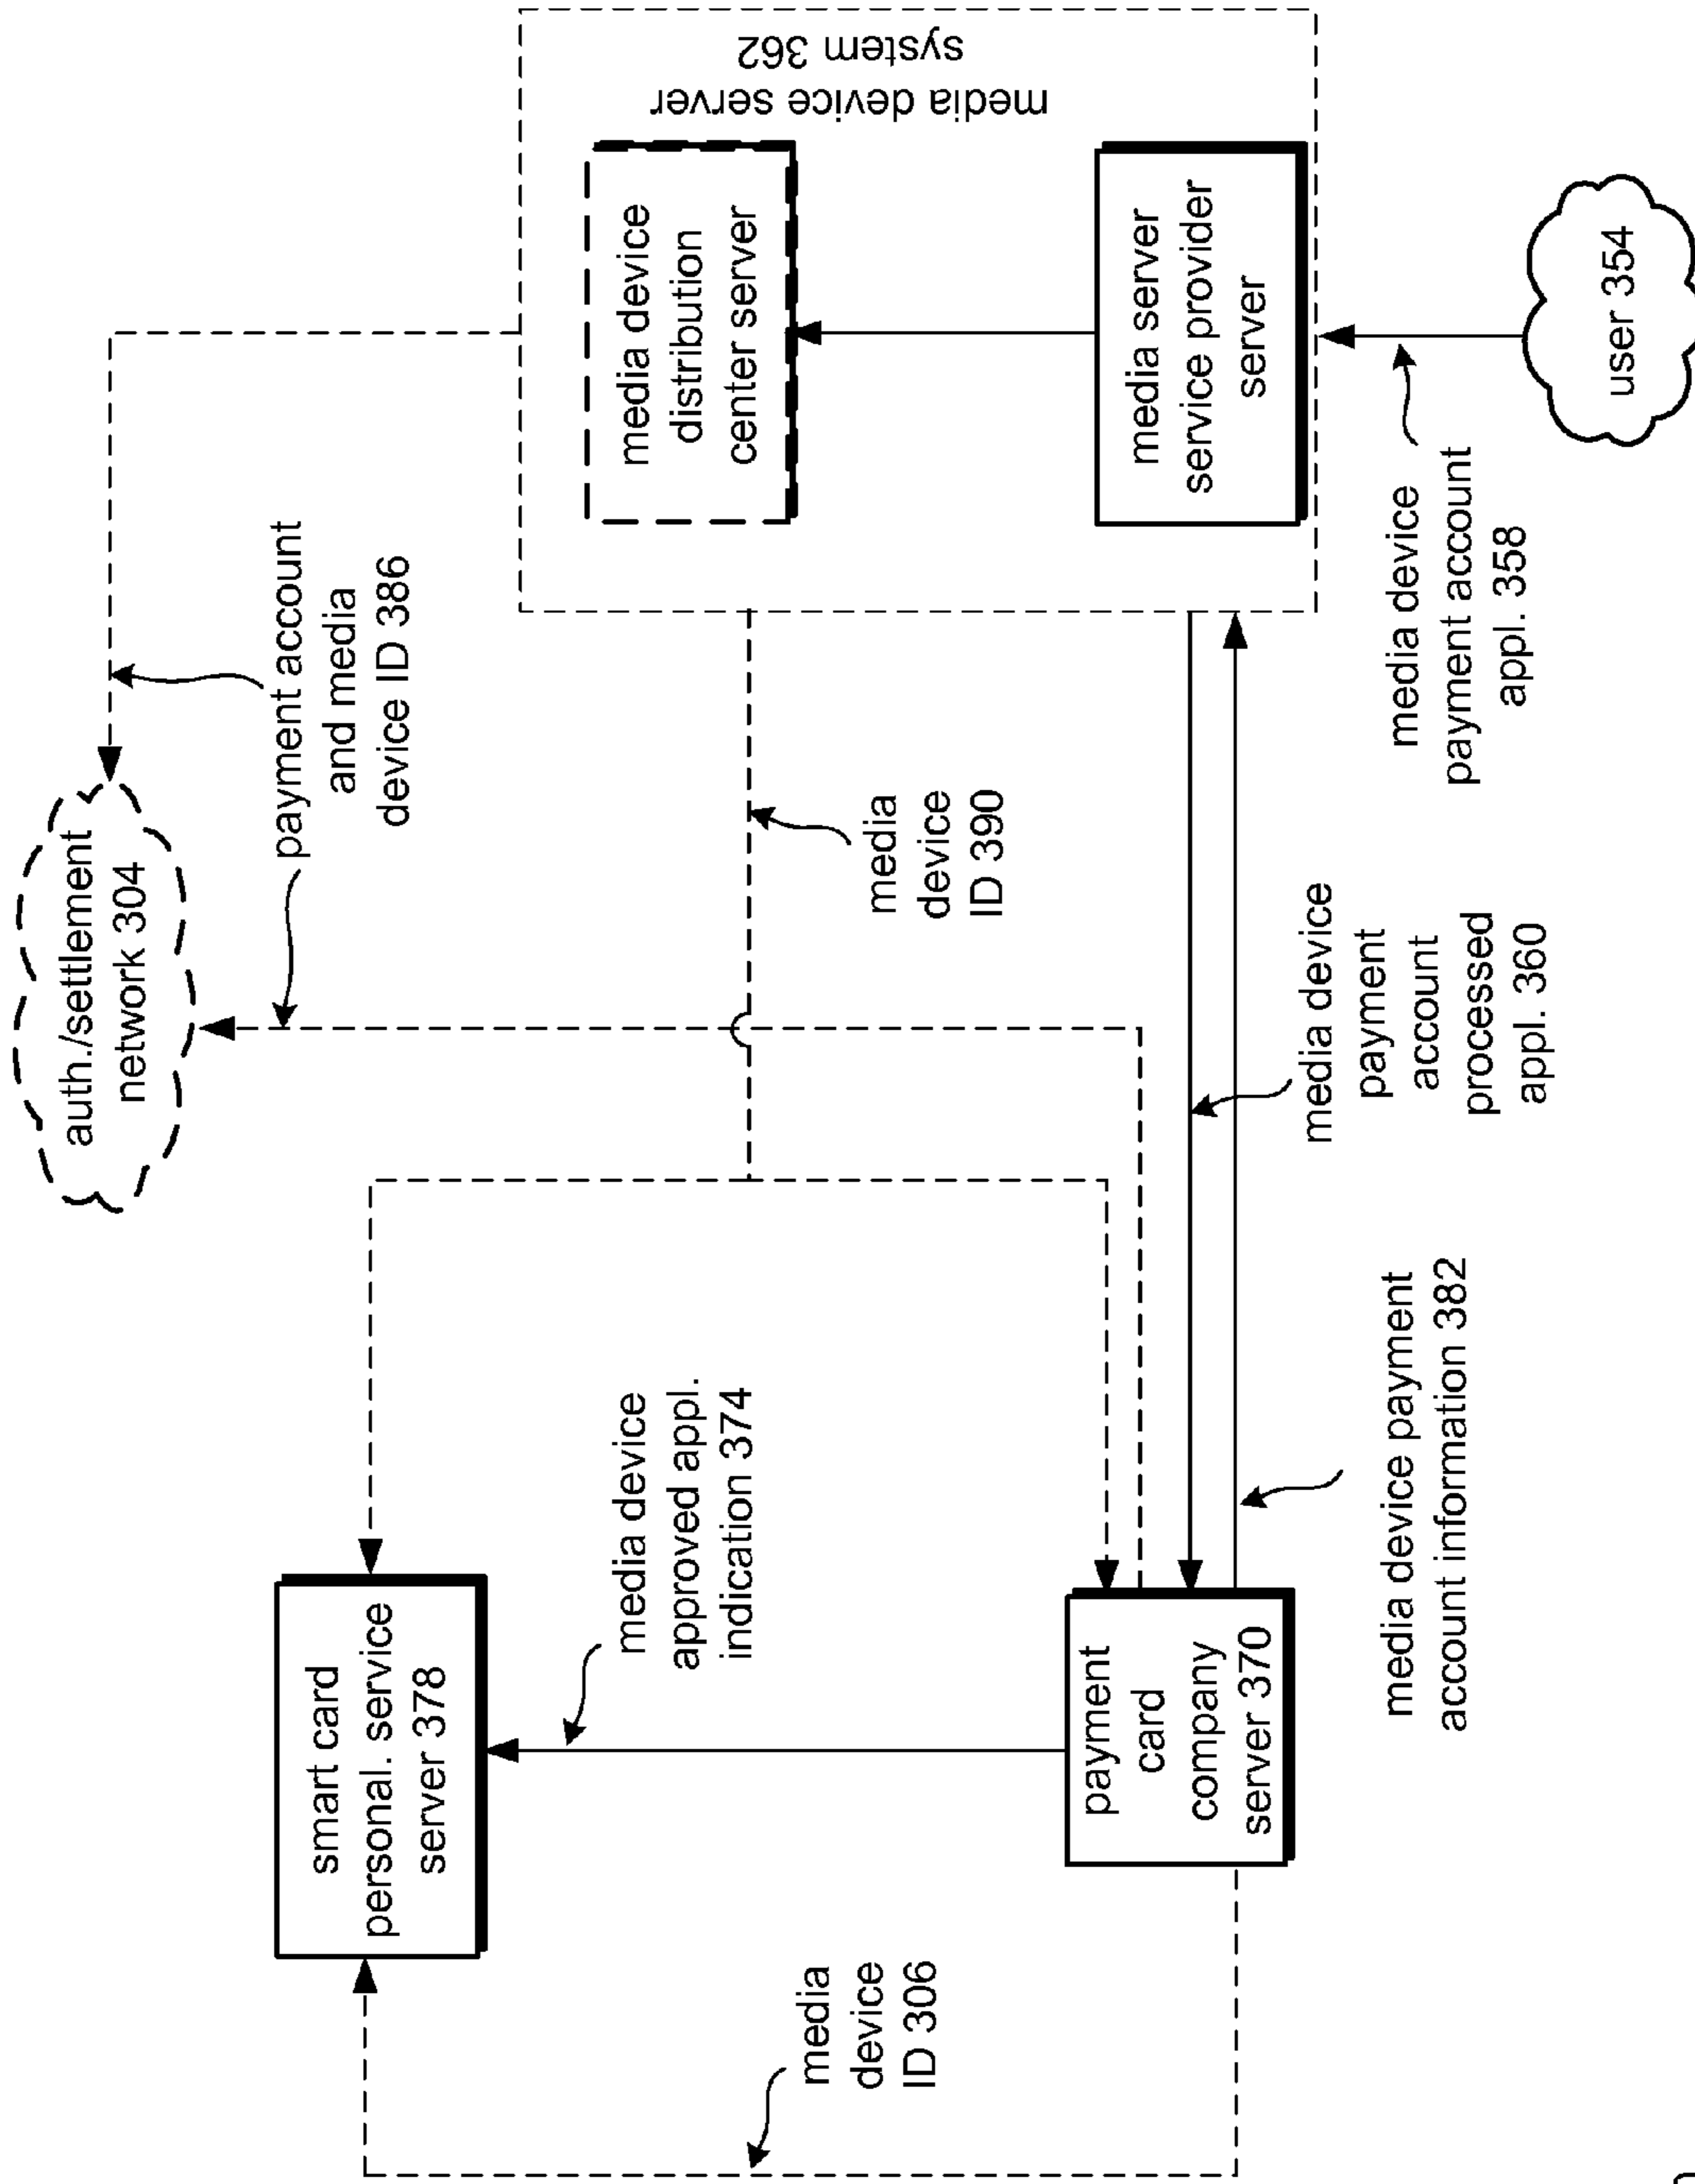 auth./settlement
network 304
payment account
and media
device ID 386
smart card
personal. service
server 378
media device
approved appl.
indication 374
media device
distribution
center server
media device server
system 362
media
device
ID 306
media
device
ID 390
payment
card
company
server 370
media server
service provider
server
media device
payment
account
processed
appl. 360
media device payment
account information 382
media device
payment account
appl. 358
user 354